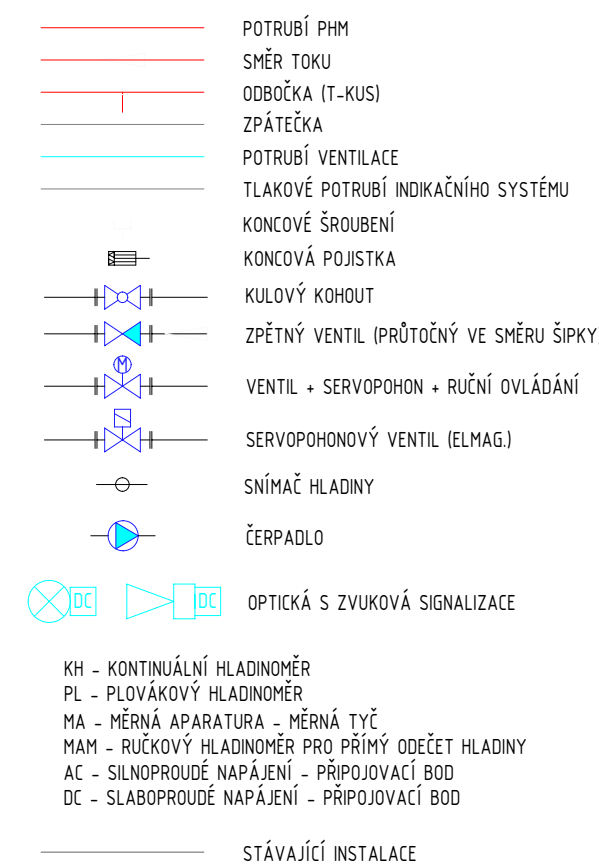 POTRUBÍ PHM
SMĚR TOKU
ODBOČKA (T-KUS)
ZPÁTEČKA
POTRUBÍ VENTILACE
TLAKOVÉ POTRUBÍ INDIKAČNÍHO SYSTÉMU
KONCOVÉ ŠROUBENÍ
KONCOVÁ POJISTKA
KULOVÝ KOHOUT
ZPĚTNÝ VENTIL (PRŮTOČNÝ VE SMĚRU ŠIPKY)
M VENTIL + SERVOPOHON + RUČNÍ OVLÁDÁNÍ
SERVOPOHONOVÝ VENTIL (ELMAG.)
SNÍMAČ HLADINY
ČERPADLO
DC DC OPTICKÁ S ZVUKOVÁ SIGNALIZACE
KH - KONTINUÁLNÍ HLADINOMĚR
PL - PLOVÁKOVÝ HLADINOMĚR
MA - MĚRNÁ APARATURA - MĚRNÁ TYČ
MAM - RUČKOVÝ HLADINOMĚR PRO PŘÍMÝ ODEČET HLADINY
AC - SILNOPROUDÉ NAPÁJENÍ - PŘIPOJOVACÍ BOD
DC - SLABOPROUDÉ NAPÁJENÍ - PŘIPOJOVACÍ BOD
STÁVAJÍCÍ INSTALACE